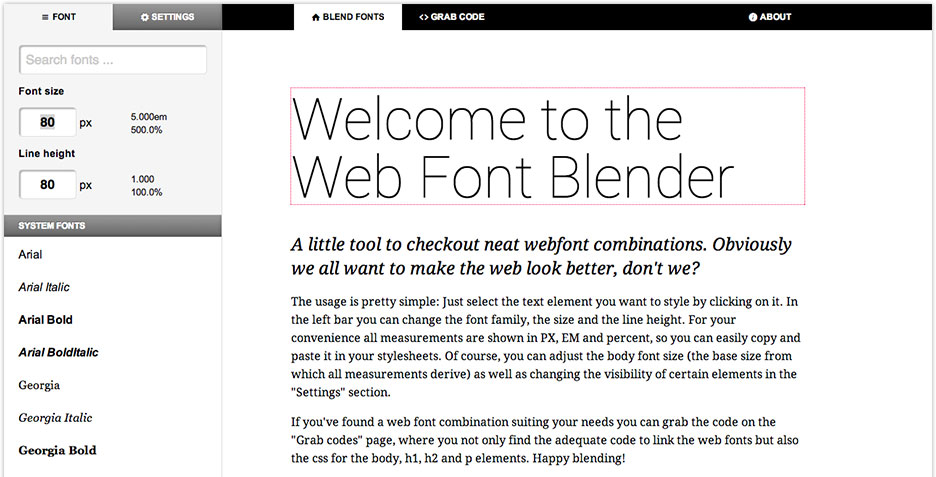 FONT
SETTINGS
BLEND FONTS
GRAB CODE
ABOUT
Search fonts ...
Font size
80 px
5.000em
500.0%
Line height
80 px
1.000
100.0%
SYSTEM FONTS
Arial
Arial Italic
Arial Bold
Arial BoldItalic
Georgia
Georgia Italic
Georgia Bold
Welcome to the
Web Font Blender
A little tool to checkout neat webfont combinations. Obviously
we all want to make the web look better, don't we?
The usage is pretty simple: Just select the text element you want to style by clicking on it. In
the left bar you can change the font family, the size and the line height. For your
convenience all measurements are shown in PX, EM and percent, so you can easily copy and
paste it in your stylesheets. Of course, you can adjust the body font size (the base size from
which all measurements derive) as well as changing the visibility of certain elements in the
"Settings" section.
If you've found a web font combination suiting your needs you can grab the code on the
"Grab codes" page, where you not only find the adequate code to link the web fonts but also
the css for the body, h1, h2 and p elements. Happy blending!